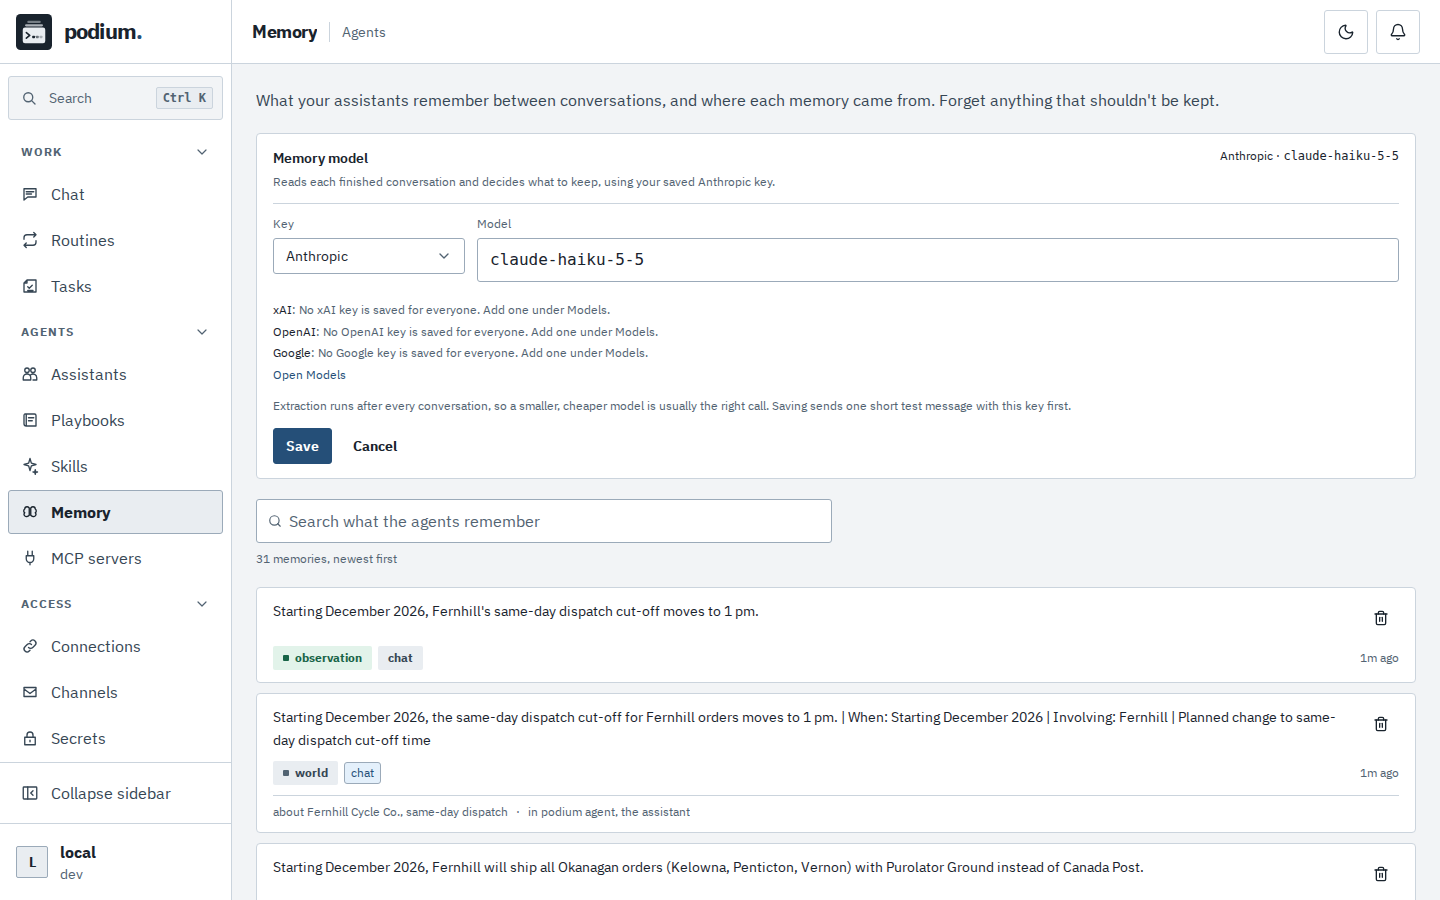 podium.
Memory
Agents
Search
Ctrl K
WORK
Chat
Routines
Tasks
AGENTS
Assistants
Playbooks
Skills
Memory
MCP servers
ACCESS
Connections
Channels
Secrets
Collapse sidebar
L
local
dev
What your assistants remember between conversations, and where each memory came from. Forget anything that shouldn't be kept.
Memory model
Anthropic · claude-haiku-5-5
Reads each finished conversation and decides what to keep, using your saved Anthropic key.
Key
Model
Anthropic
claude-haiku-5-5
xAI: No xAI key is saved for everyone. Add one under Models.
OpenAI: No OpenAI key is saved for everyone. Add one under Models.
Google: No Google key is saved for everyone. Add one under Models.
Open Models
Extraction runs after every conversation, so a smaller, cheaper model is usually the right call. Saving sends one short test message with this key first.
Save
Cancel
Search what the agents remember
31 memories, newest first
Starting December 2026, Fernhill's same-day dispatch cut-off moves to 1 pm.
observation
chat
1m ago
Starting December 2026, the same-day dispatch cut-off for Fernhill orders moves to 1 pm. | When: Starting December 2026 | Involving: Fernhill | Planned change to same-
day dispatch cut-off time
world
chat
1m ago
about Fernhill Cycle Co., same-day dispatch · in podium agent, the assistant
Starting December 2026, Fernhill will ship all Okanagan orders (Kelowna, Penticton, Vernon) with Purolator Ground instead of Canada Post.